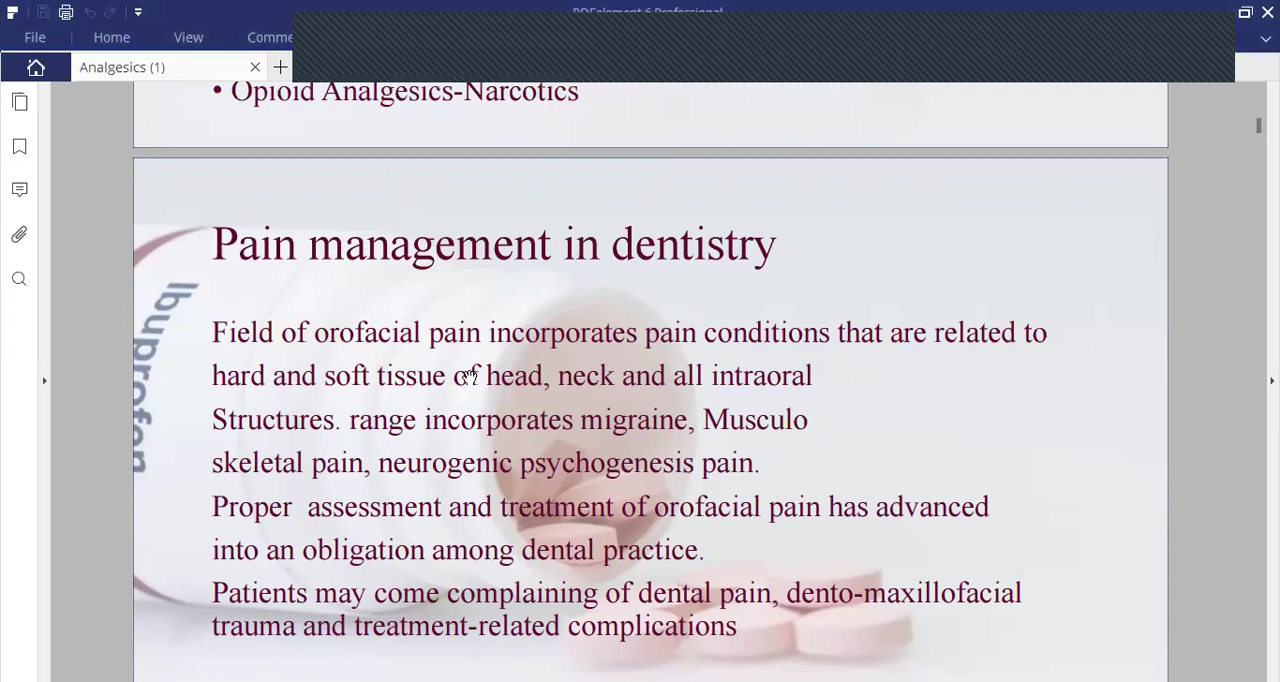 PDFelement 6 Professional
File
Home
View
Comme
Analgesics (1)
• Opioid Analgesics-Narcotics
Pain management in dentistry
Ibuprofen
Field of orofacial pain incorporates pain conditions that are related to
hard and soft tissue of head, neck and all intraoral
Structures. range incorporates migraine, Musculo
skeletal pain, neurogenic psychogenesis pain.
Proper  assessment and treatment of orofacial pain has advanced
into an obligation among dental practice.
Patients may come complaining of dental pain, dento-maxillofacial
trauma and treatment-related complications